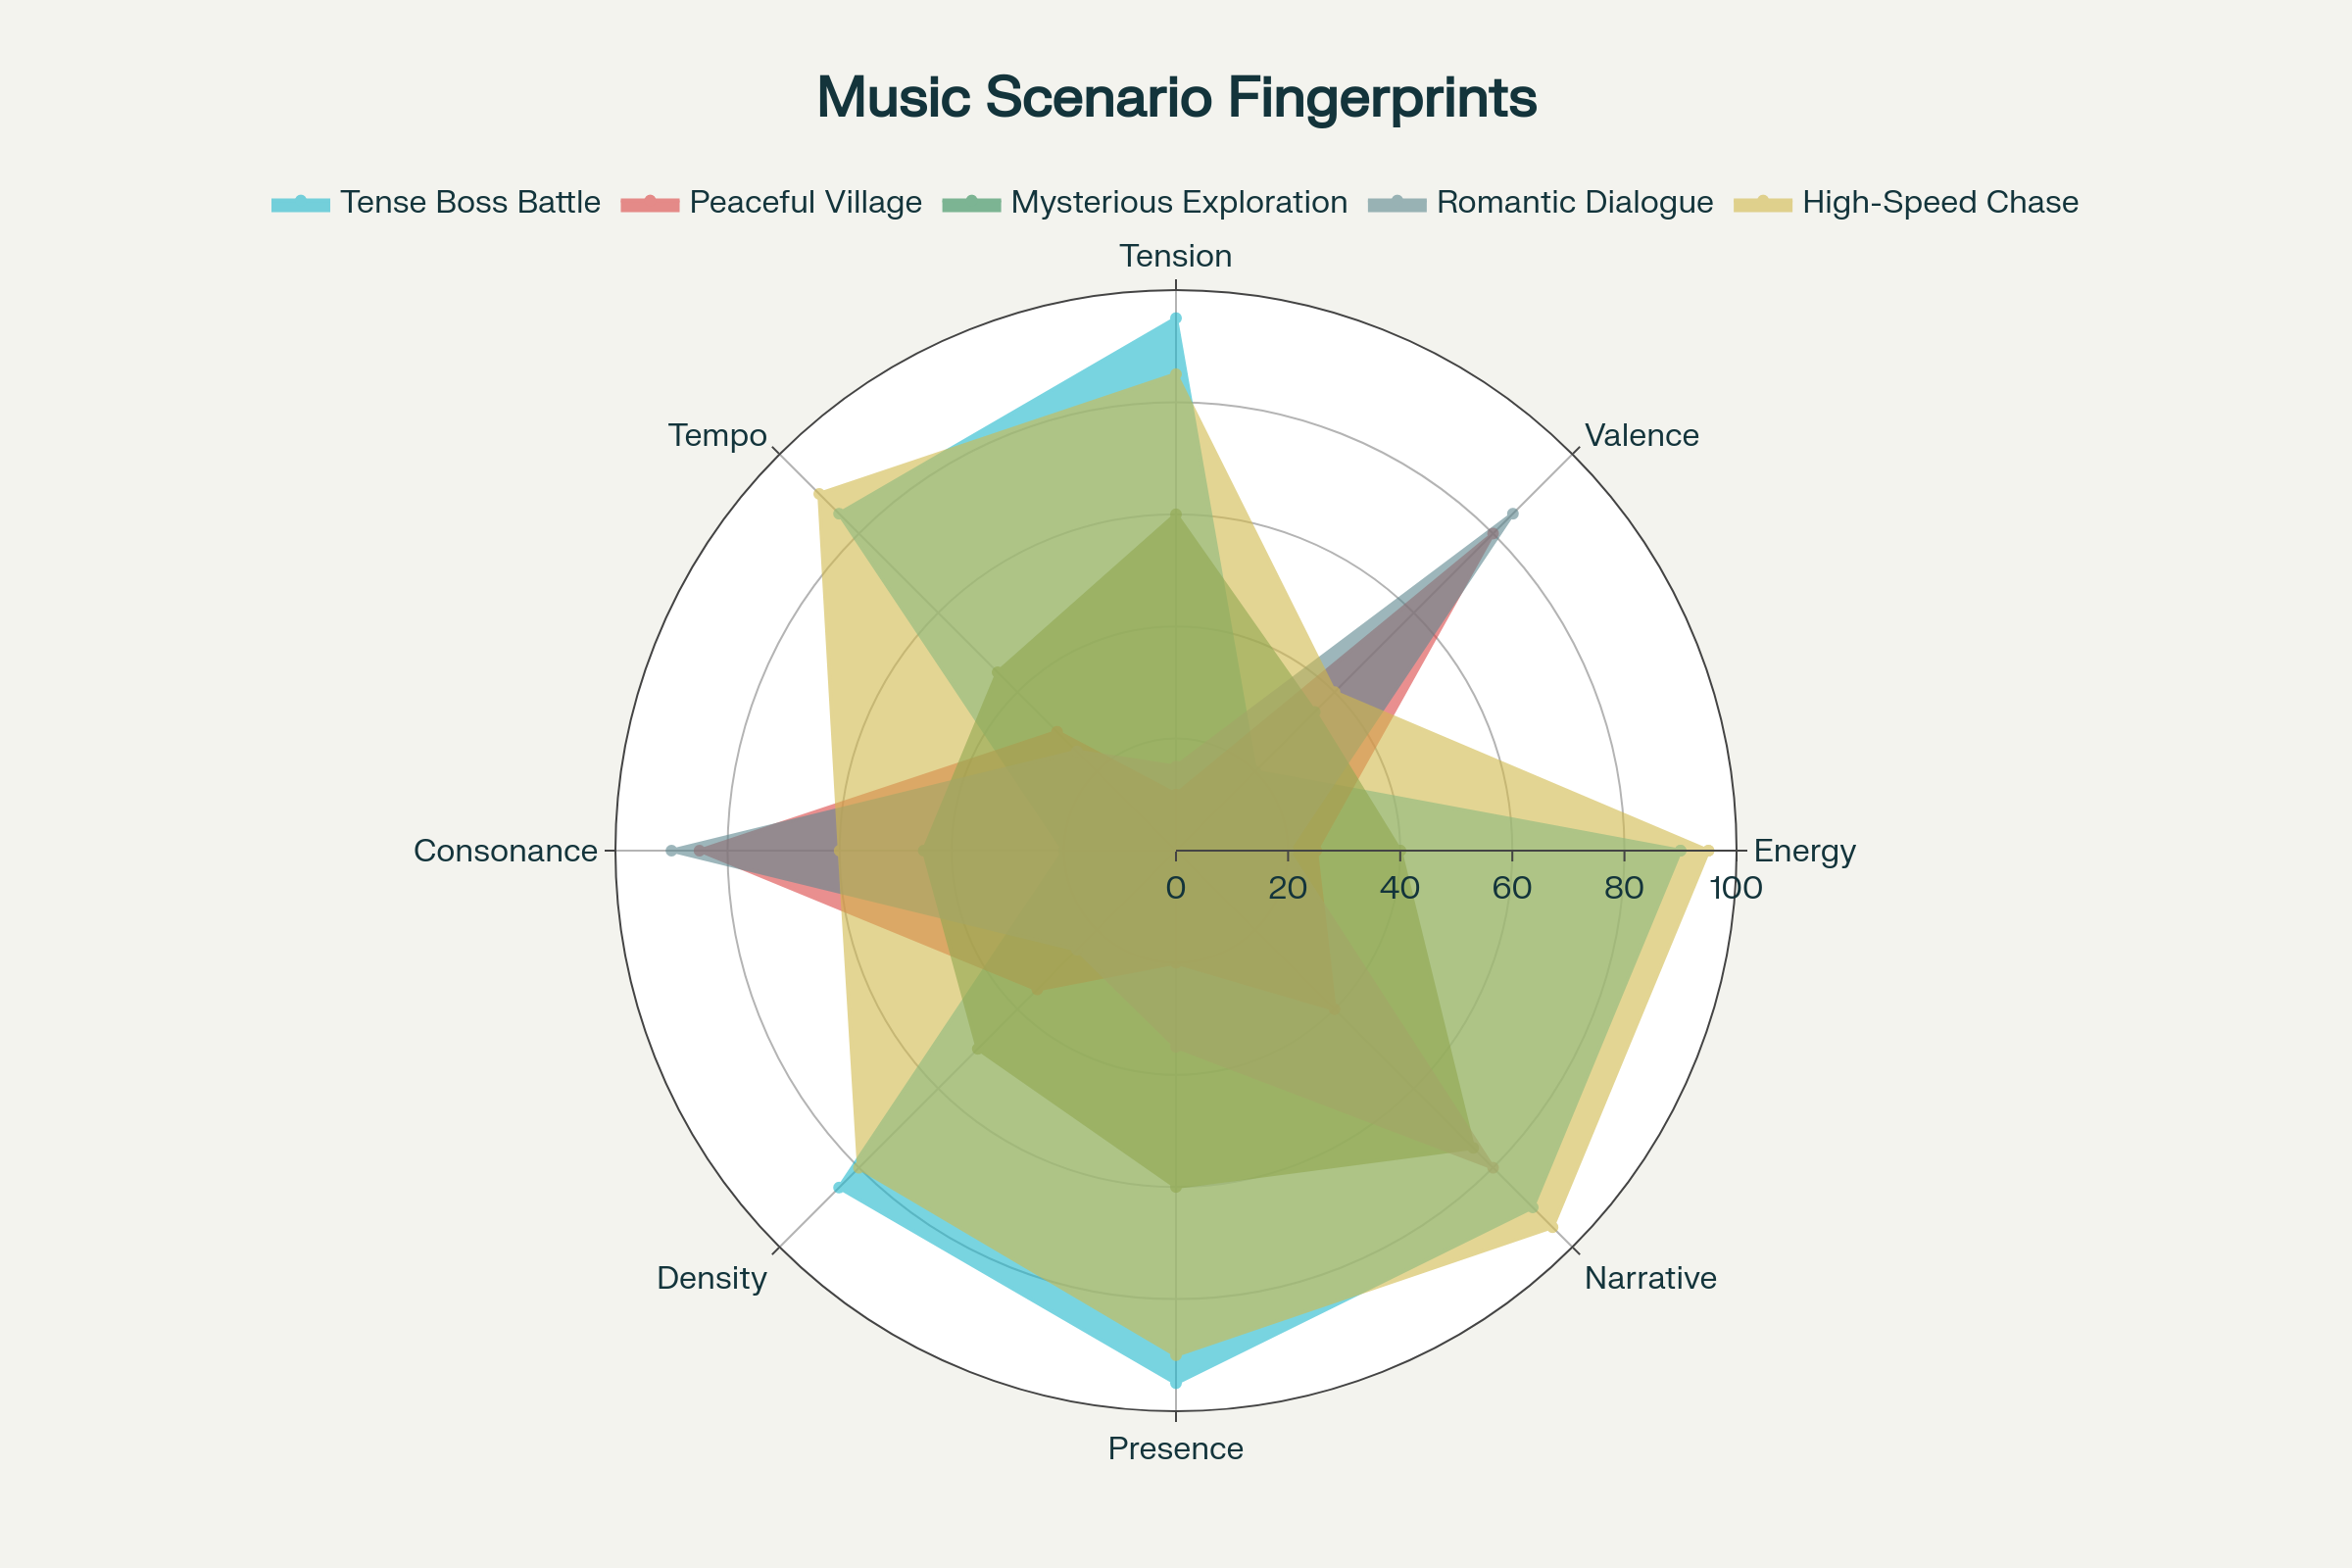 Music Scenario Fingerprints
Tense Boss Battle Peaceful Village Mysterious Exploration Romantic Dialogue High-Speed Chase
Tension
Tempo Valence
Consonance Energy
0 20 40 60 80 100
Density Narrative
Presence